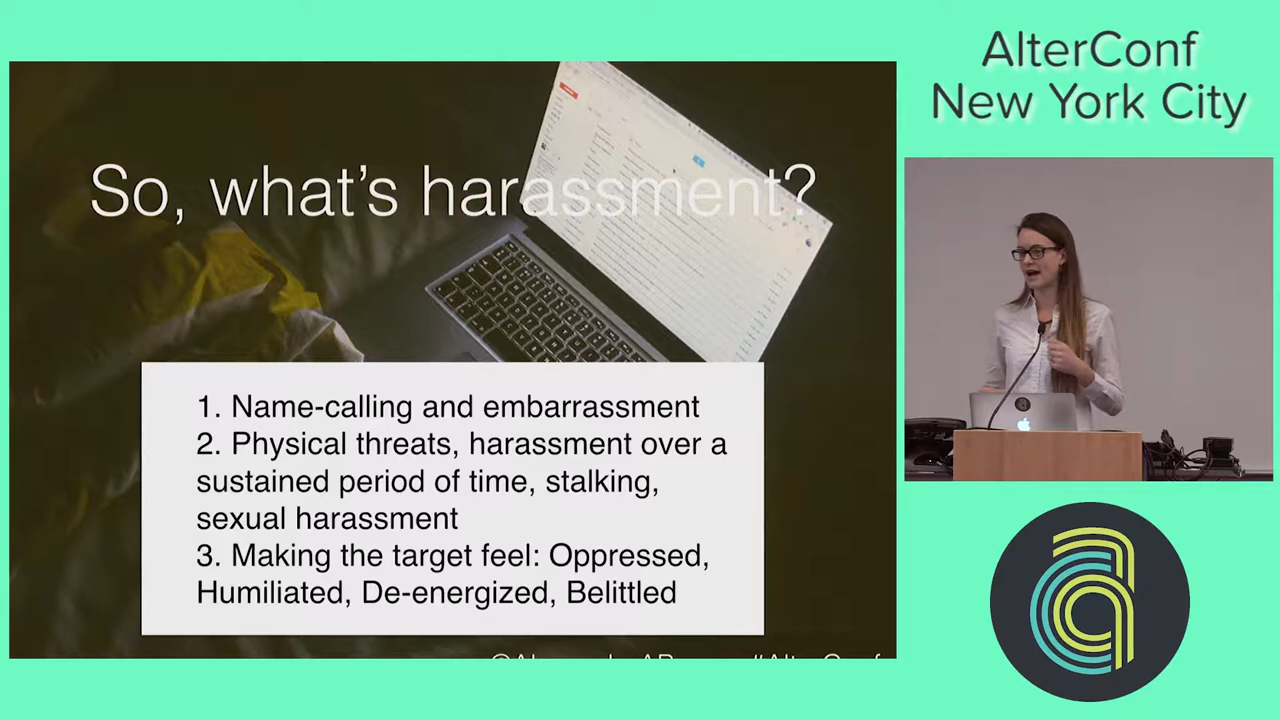 AlterConf
New York City
So, what's harassment?
1. Name-calling and embarrassment
2. Physical threats, harassment over a
sustained period of time, stalking,
sexual harassment
3. Making the target feel: Oppressed,
Humiliated, De-energized, Belittled